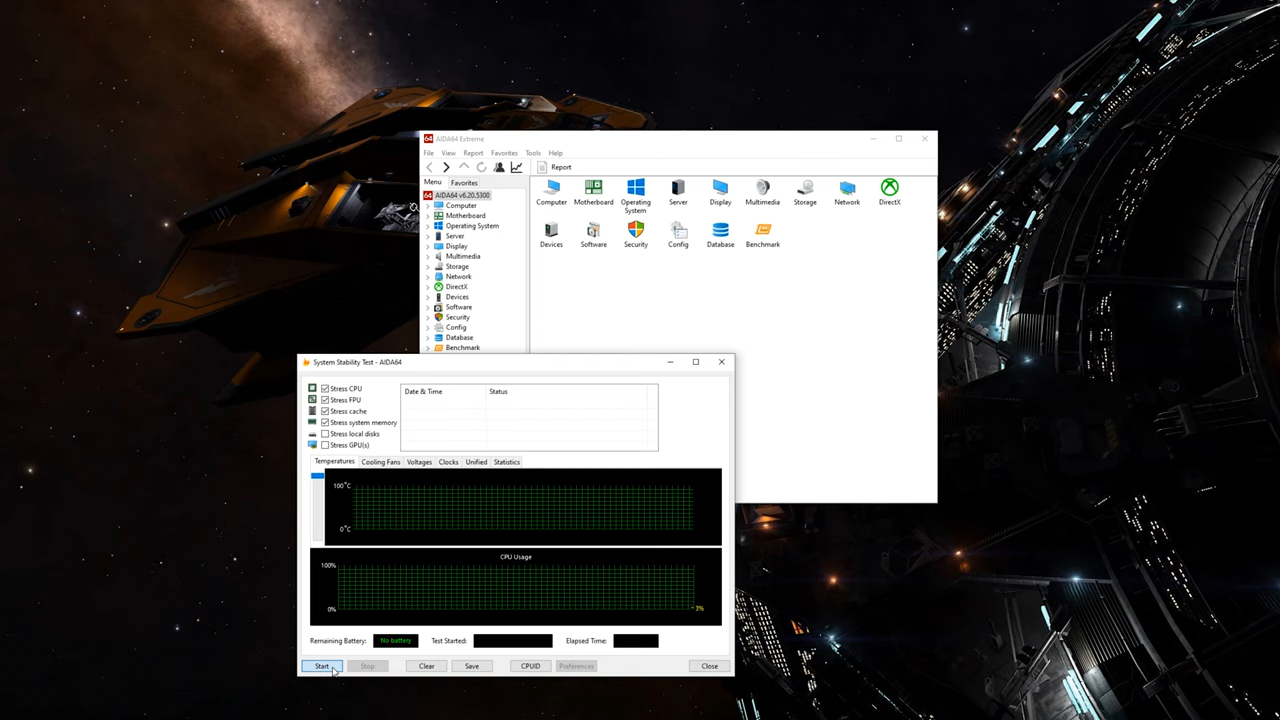 AIDA64 Extreme
File View Report Favorites Tools Help
Report
Menu Favorites
AIDA64 v6.20.5300
Computer
Motherboard
Operating System
Server
Display
Multimedia
Storage
Network
DirectX
Devices
Software
Security
Config
Database
Benchmark
Computer Motherboard Operating System Server Display Multimedia Storage Network DirectX
Devices Software Security Config Database Benchmark
System Stability Test - AIDA64
Stress CPU
Stress FPU
Stress cache
Stress system memory
Stress local disks
Stress GPU(s)
Date & Time Status
Temperatures Cooling Fans Voltages Clocks Unified Statistics
100°C
0°C
CPU Usage
100%
0% 3%
Remaining Battery: No battery Test Started: Elapsed Time:
Start Stop Clear Save CPUID Preferences Close